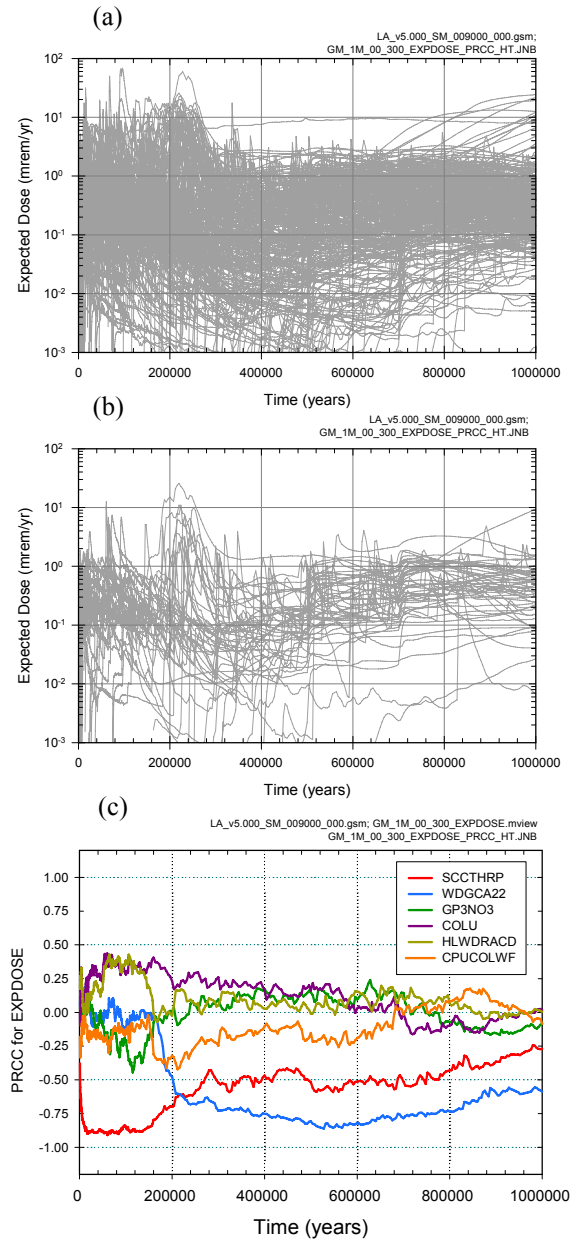 (a)
LA_v5.000_SM_009000_000.gsm;
GM_1M_00_300_EXPDOSE_PRCC_HT.JNB
Expected Dose (mrem/yr)
10²
10¹
10⁰
10⁻¹
10⁻²
10⁻³
0 200000 400000 600000 800000 1000000
Time (years)
(b)
LA_v5.000_SM_009000_000.gsm;
GM_1M_00_300_EXPDOSE_PRCC_HT.JNB
Expected Dose (mrem/yr)
10²
10¹
10⁰
10⁻¹
10⁻²
10⁻³
0 200000 400000 600000 800000 1000000
Time (years)
(c)
LA_v5.000_SM_009000_000.gsm; GM_1M_00_300_EXPDOSE.mview
GM_1M_00_300_EXPDOSE_PRCC_HT.JNB
PRCC for EXPDOSE
1.00
0.75
0.50
0.25
0.00
-0.25
-0.50
-0.75
-1.00
SCCTHRP
WDGCA22
GP3NO3
COLU
HLWDRACD
CPUCOLWF
0 200000 400000 600000 800000 1000000
Time (years)